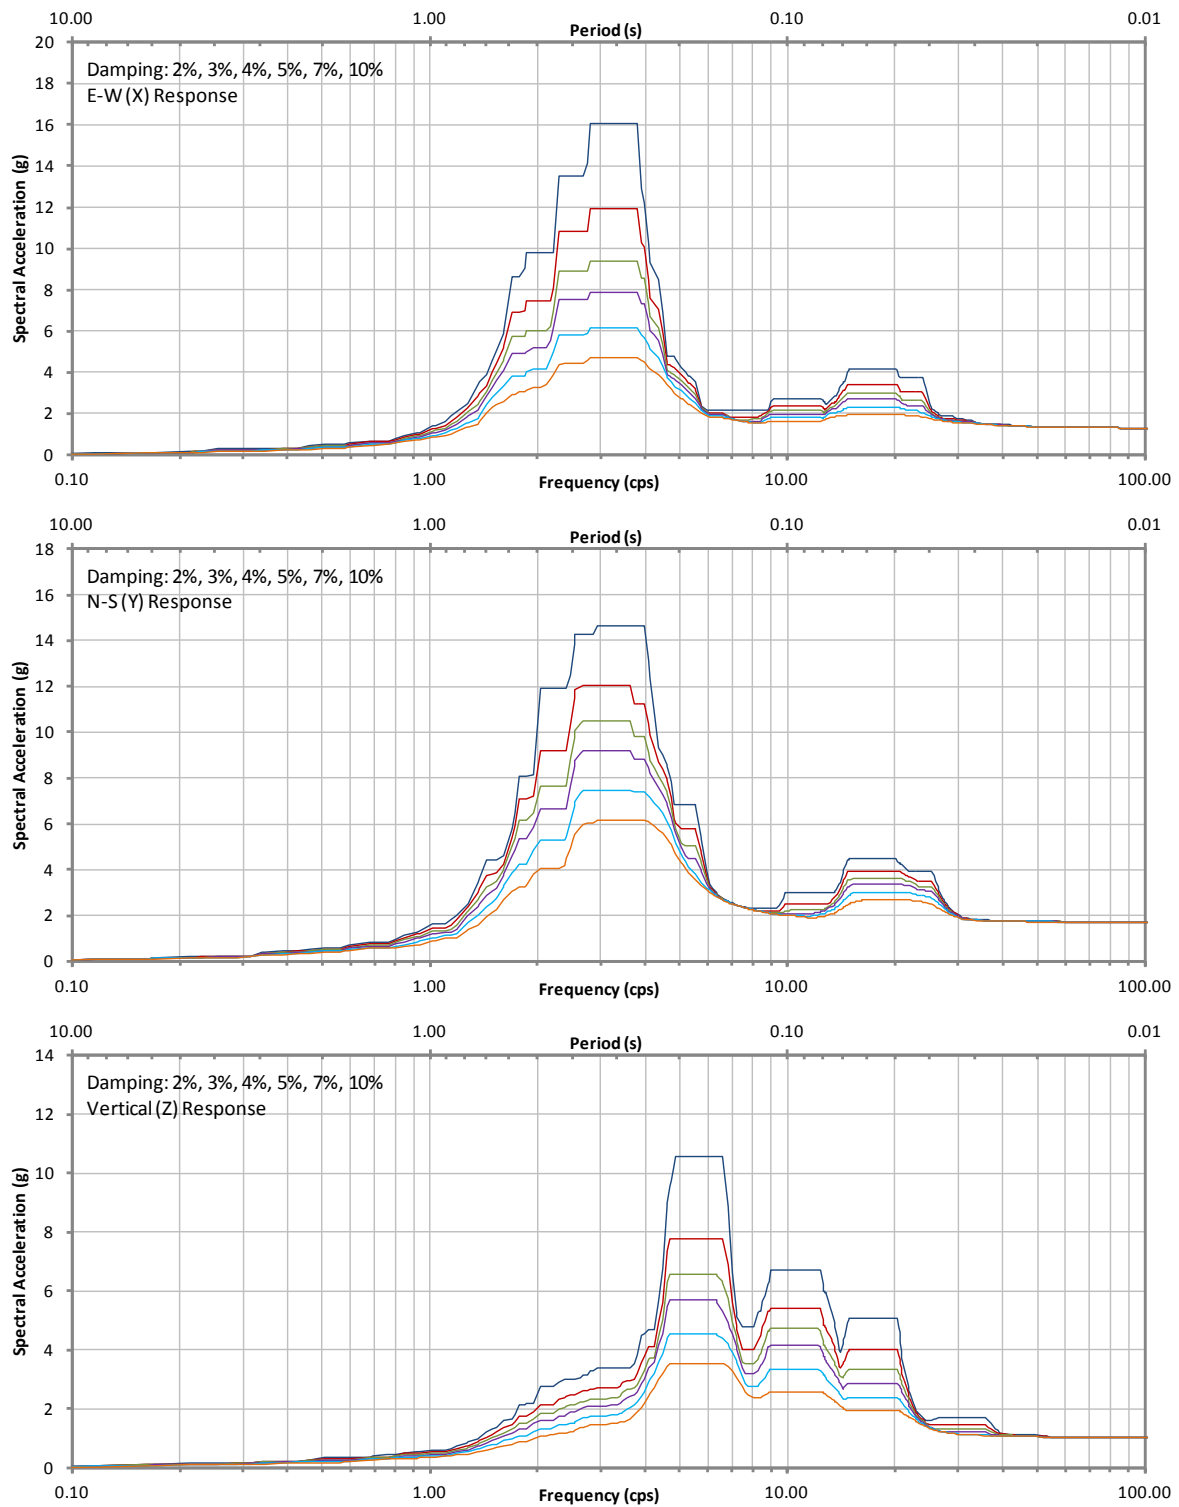 10.00 1.00 0.10 0.01
Period (s)
20
18
16
14
12
10
8
6
4
2
0
Spectral Acceleration (g)
Damping: 2%, 3%, 4%, 5%, 7%, 10%
E-W (X) Response
0.10 1.00 10.00 100.00
Frequency (cps)
10.00 1.00 0.10 0.01
Period (s)
18
16
14
12
10
8
6
4
2
0
Spectral Acceleration (g)
Damping: 2%, 3%, 4%, 5%, 7%, 10%
N-S (Y) Response
0.10 1.00 10.00 100.00
Frequency (cps)
10.00 1.00 0.10 0.01
Period (s)
14
12
10
8
6
4
2
0
Spectral Acceleration (g)
Damping: 2%, 3%, 4%, 5%, 7%, 10%
Vertical (Z) Response
0.10 1.00 10.00 100.00
Frequency (cps)